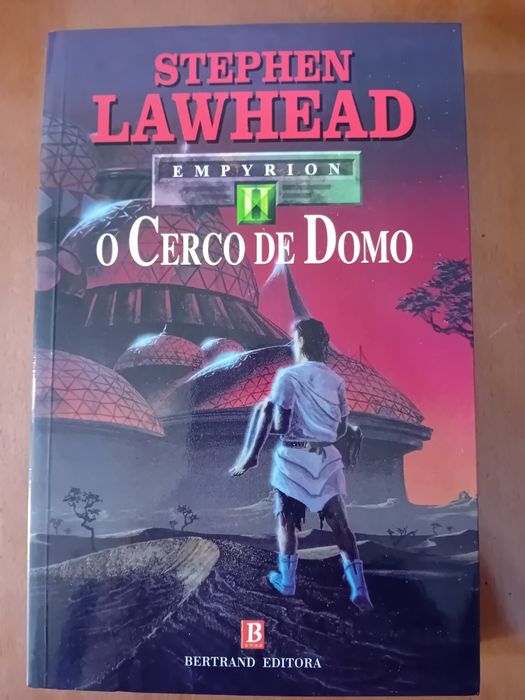 STEPHEN
LAWHEAD
EMPYRION
II
O CERCO DE DOMO
B
BERTRAND EDITORA